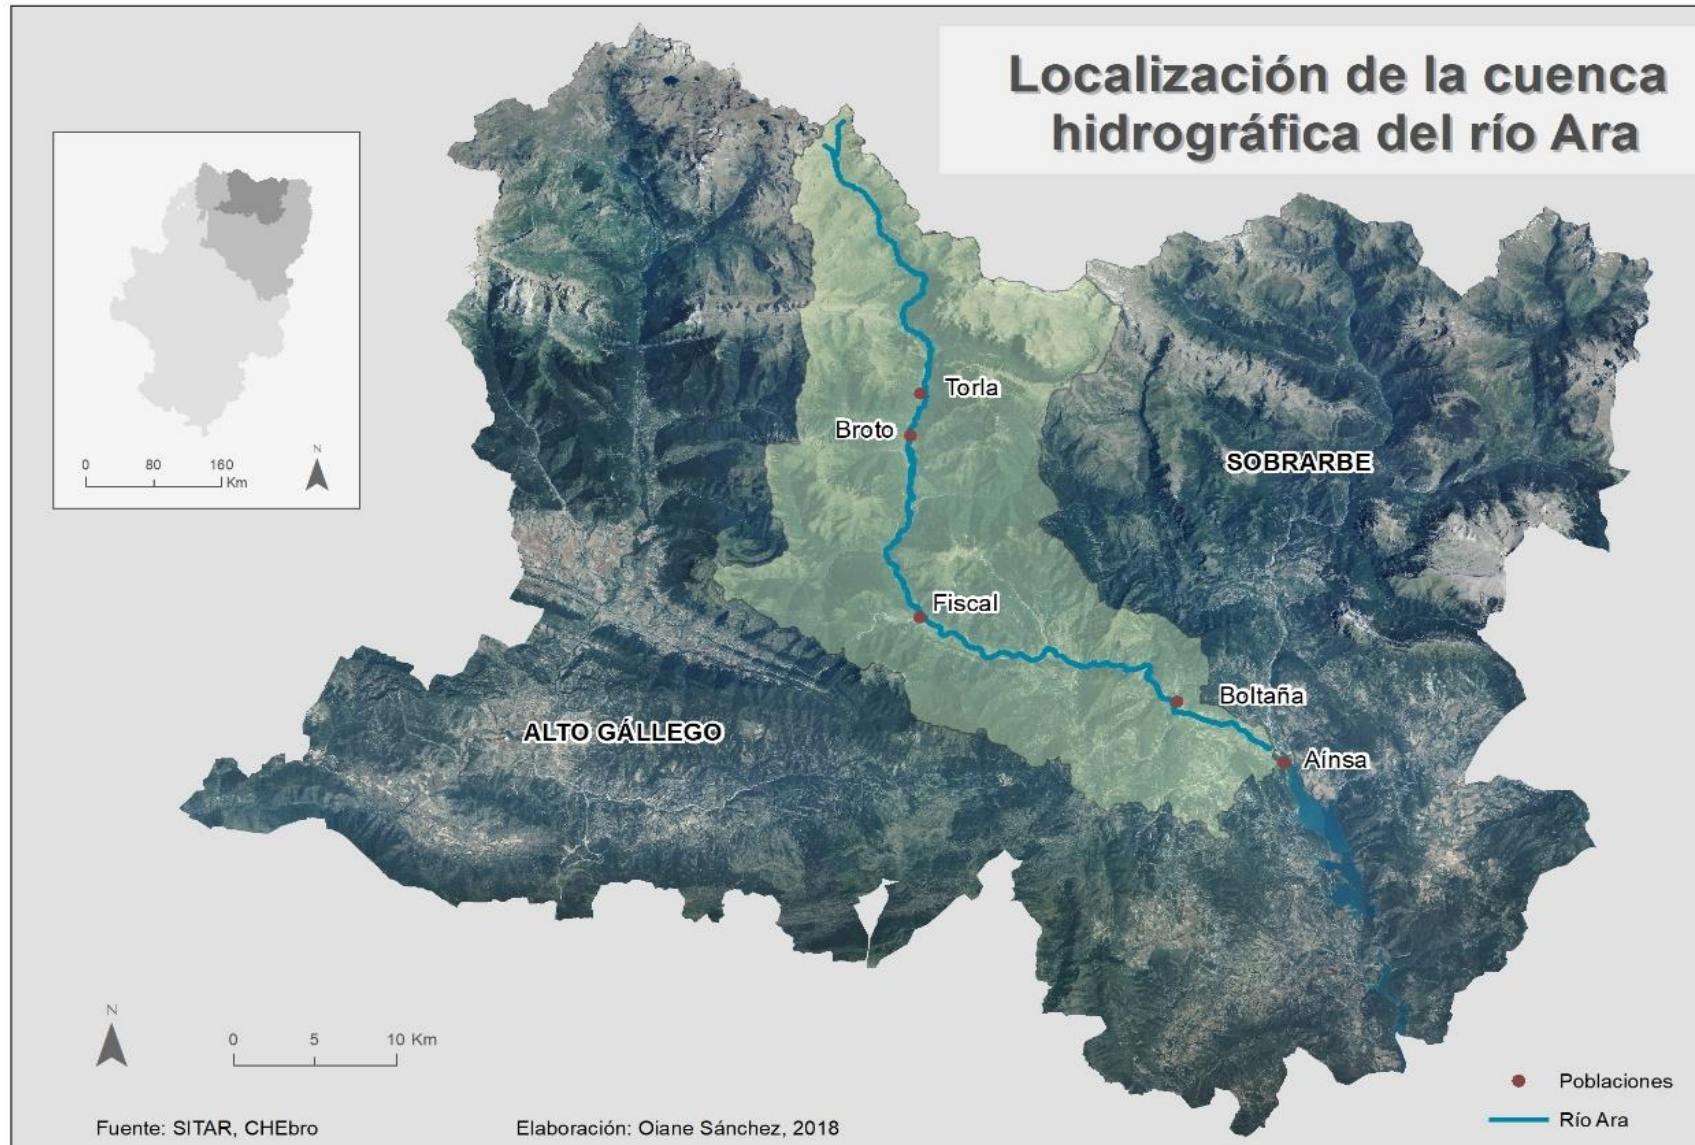 Localización de la cuenca
hidrográfica del río Ara
N
0 80 160
Km
Torla
Broto
SOBRARBE
Fiscal
Boltaña
ALTO GÁLLEGO
Aínsa
N
0 5 10 Km
Poblaciones
Río Ara
Fuente: SITAR, CHEbro
Elaboración: Oiane Sánchez, 2018